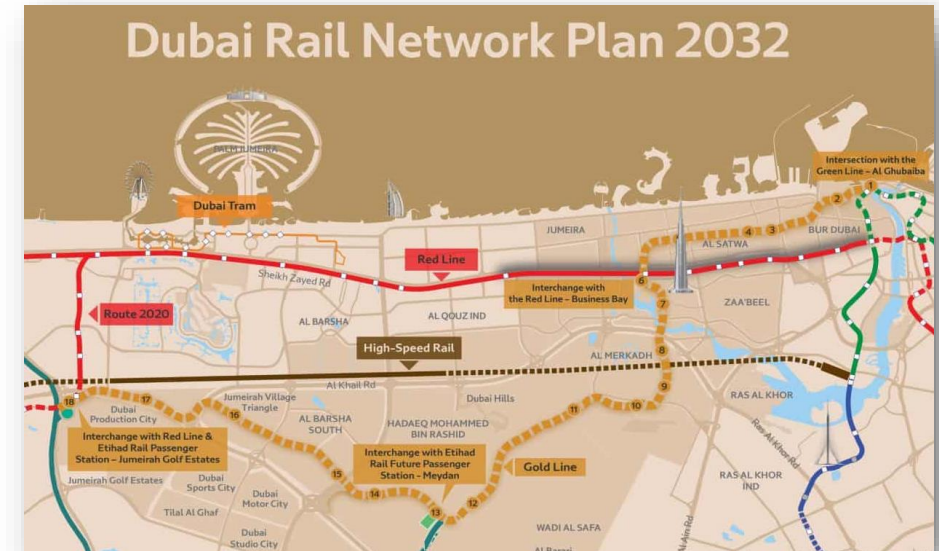 Dubai Rail Network Plan 2032
PALM JUMEIRA
Intersection with the
Green Line – Al Ghubaiba
1
2
Dubai Tram
JUMEIRA
4
3
BUR DUBAI
AL SATWA
Red Line
Sheikh Zayed Rd
6
Interchange with
the Red Line – Business Bay
7
ZAA'BEEL
Route 2020
AL BARSHA
AL QOUZ IND
High-Speed Rail
AL MERKADH
8
9
Al Khail Rd
18
17
Jumeirah Village
Triangle
16
Dubai Hills
11
10
RAS AL KHOR
Dubai
Production City
AL BARSHA
SOUTH
HADAEQ MOHAMMED
BIN RASHID
Ras Al Khor Rd
Interchange with Red Line &
Etihad Rail Passenger
Station – Jumeirah Golf Estates
Interchange with Etihad
Rail Future Passenger
Station - Meydan
Gold Line
15
14
13
12
Jumeirah Golf Estates
Dubai
Sports City
Dubai
Motor City
RAS AL KHOR
IND
Tilal Al Ghaf
Dubai
Studio City
WADI AL SAFA
Al-Ain Rd
Al Barari